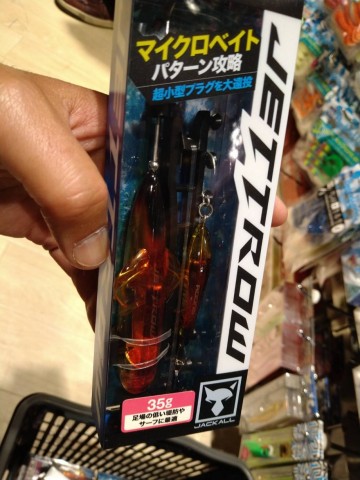 マイクロベイト
パターン攻略
超小型プラグを大遠投
JETTROW
35g
足場の低い堤防や
サーフに最適
JACKALL